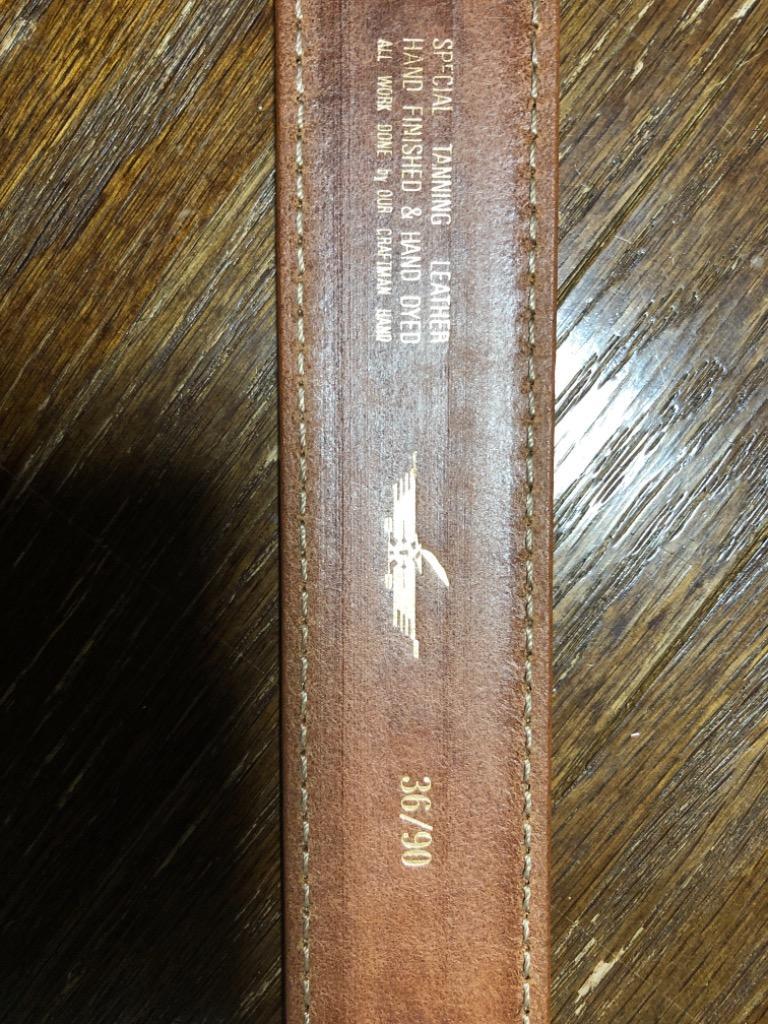 SPECIAL TANNING LEATHER
HAND FINISHED & HAND DYED
ALL WORK DONE by OUR CRAFTMAN HAND
36/90